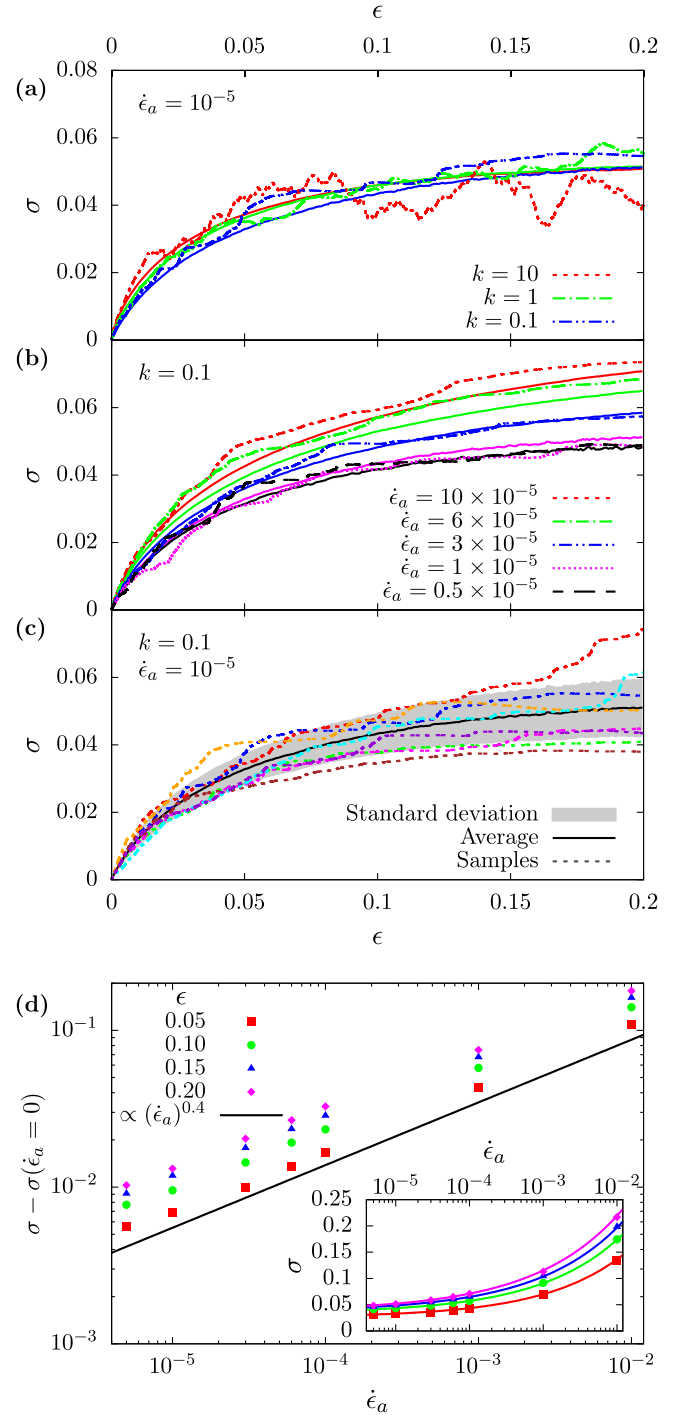 ϵ
0 0.05 0.1 0.15 0.2
(a)
0.08
0.06
0.04
0.02
0
σ
ϵ̇ₐ = 10⁻⁵
k = 10
k = 1
k = 0.1
(b)
0.06
0.04
0.02
0
σ
k = 0.1
ϵ̇ₐ = 10 × 10⁻⁵
ϵ̇ₐ = 6 × 10⁻⁵
ϵ̇ₐ = 3 × 10⁻⁵
ϵ̇ₐ = 1 × 10⁻⁵
ϵ̇ₐ = 0.5 × 10⁻⁵
(c)
0.06
0.04
0.02
0
σ
k = 0.1
ϵ̇ₐ = 10⁻⁵
Standard deviation
Average
Samples
0 0.05 0.1 0.15 0.2
ϵ
(d)
10⁻¹
10⁻²
10⁻³
σ − σ(ϵ̇ₐ = 0)
ϵ
0.05
0.10
0.15
0.20
∝ (ϵ̇ₐ)⁰·⁴
ϵ̇ₐ
10⁻⁵ 10⁻⁴ 10⁻³ 10⁻²
0.25
0.2
0.15
0.1
0.05
0
σ
10⁻⁵ 10⁻⁴ 10⁻³ 10⁻²
ϵ̇ₐ